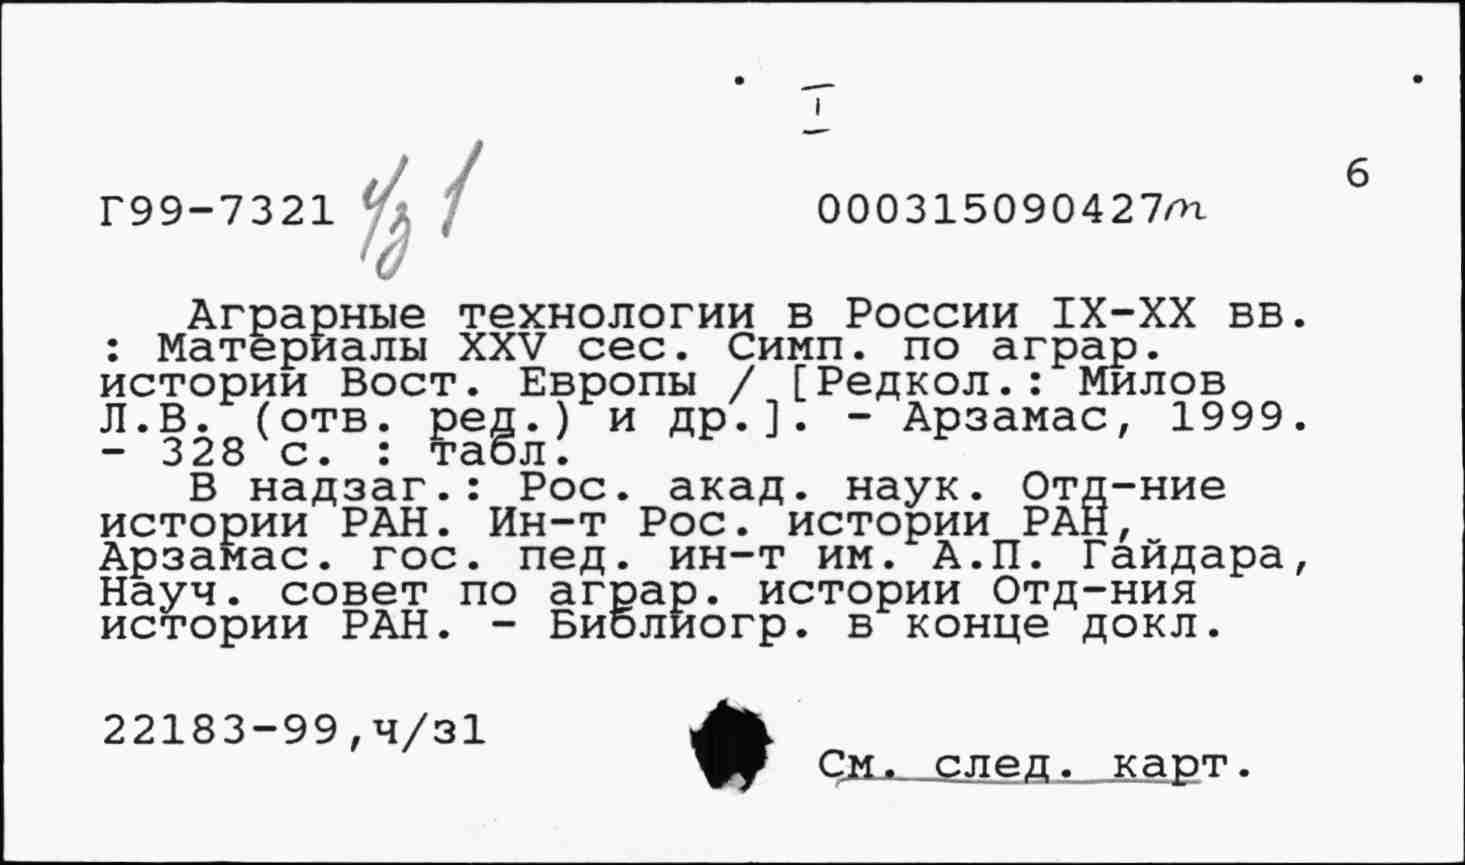 I
6
Г99-7321 ч/з 1 000315090427m
Аграрные технологии в России IX-XX вв.
: Материалы XXV сес. Симп. по аграр.
истории Вост. Европы / [Редкол.: Милов
Л.В. (отв. ред.) и др.]. - Арзамас, 1999.
- 328 с. : табл.
В надзаг.: Рос. акад. наук. Отд-ние
истории РАН. Ин-т Рос. истории РАН,
Арзамас. гос. пед. ин-т им. А.П. Гайдара,
Науч. совет по аграр. истории Отд-ния
истории РАН. - Библиогр. в конце докл.
22183-99,ч/з1
См. след. карт.